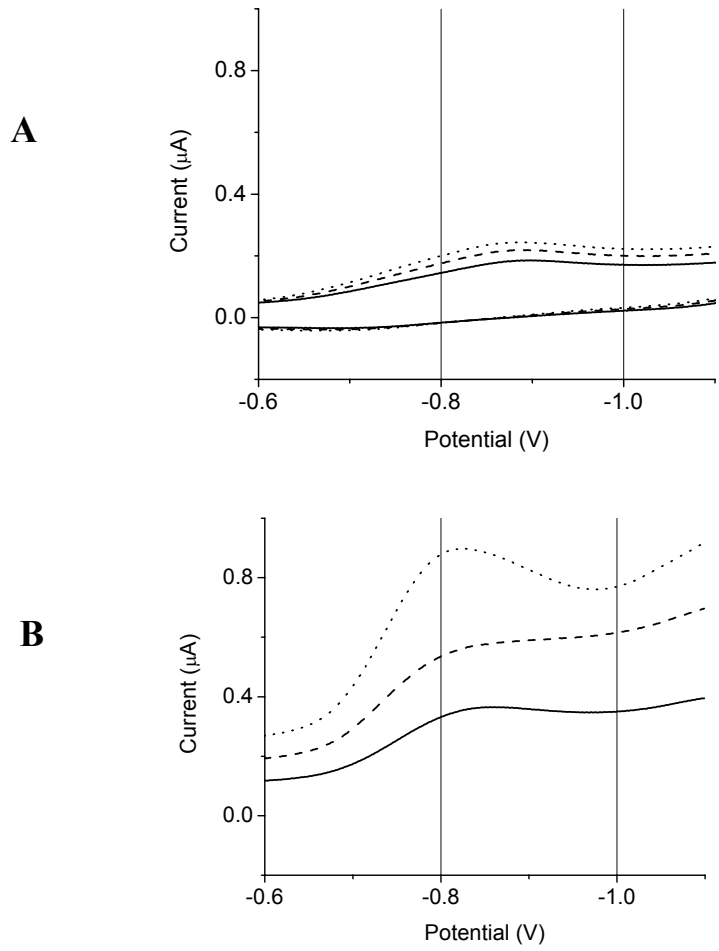 A
0.8
0.4
0.0
Current (μA)
-0.6
-0.8
-1.0
Potential (V)
B
0.8
0.4
0.0
Current (μA)
-0.6
-0.8
-1.0
Potential (V)